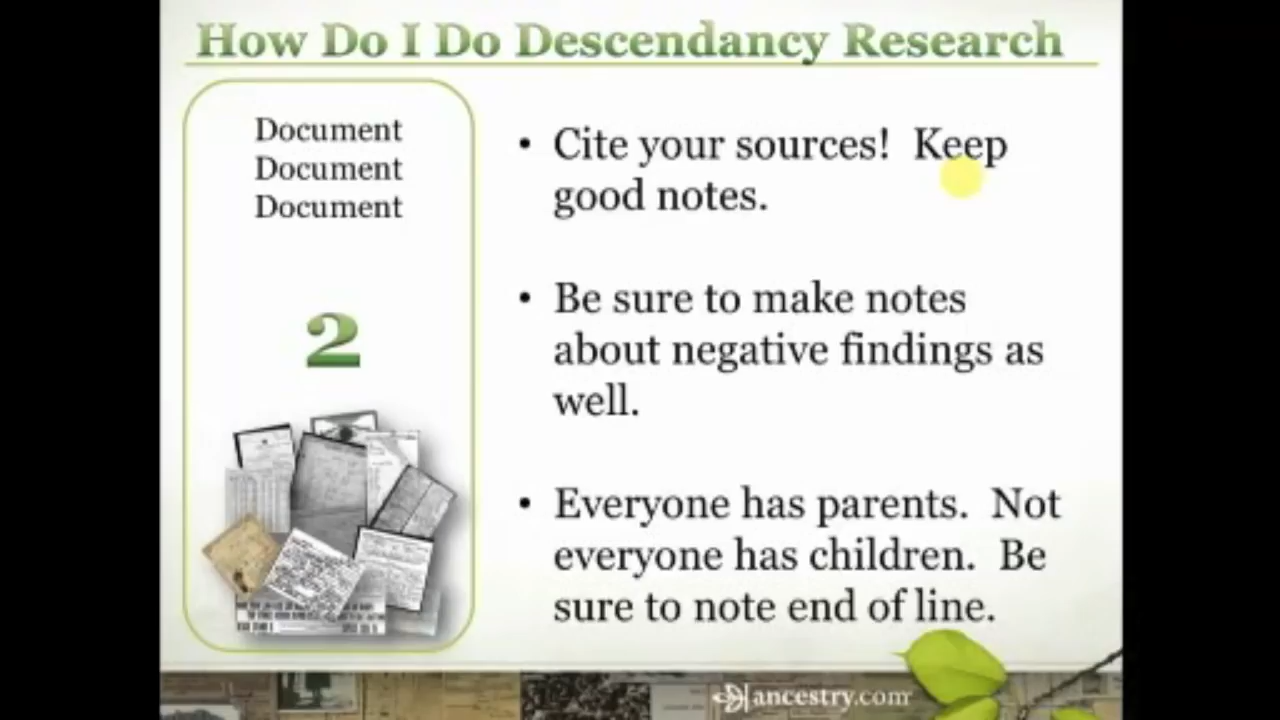 How Do I Do Descendancy Research
Document
Document
Document
2
• Cite your sources!  Keep
good notes.
• Be sure to make notes
about negative findings as
well.
• Everyone has parents.  Not
everyone has children.  Be
sure to note end of line.
ancestry.com